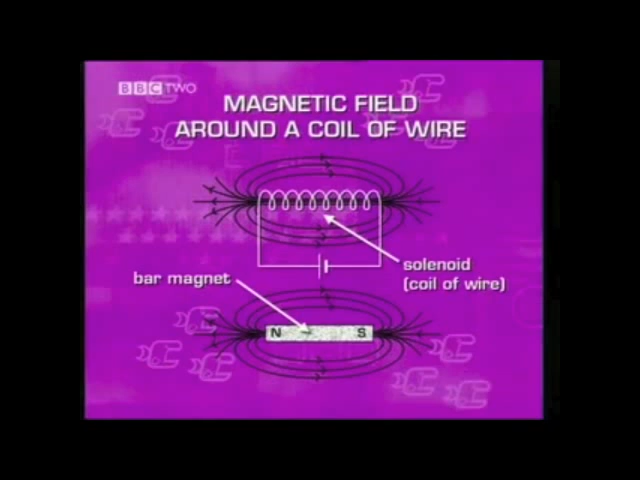 BBC TWO
MAGNETIC FIELD
AROUND A COIL OF WIRE
solenoid
(coil of wire)
bar magnet
N S